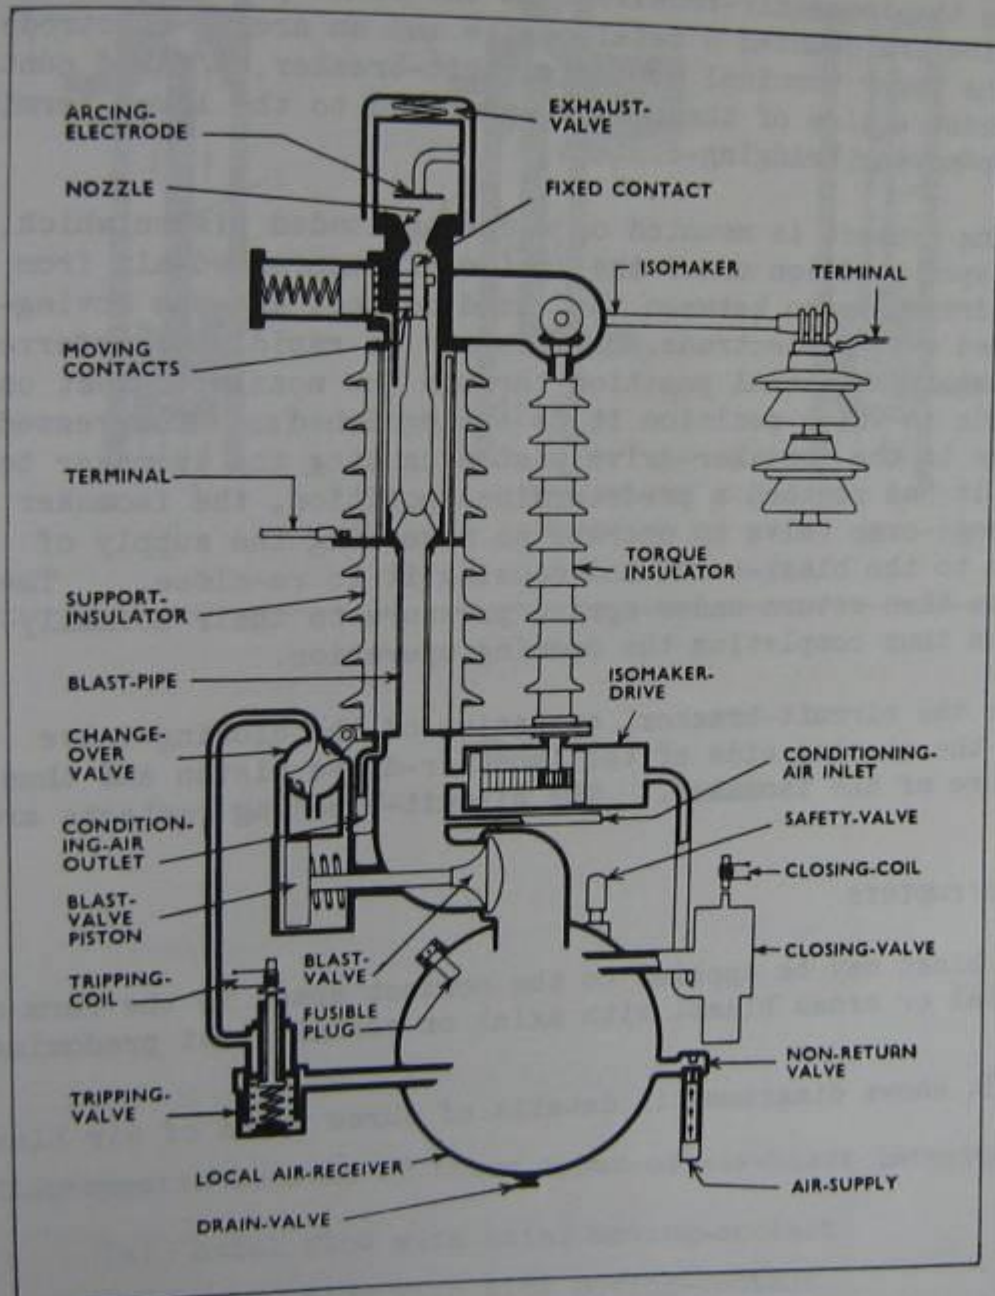 ARCING-
ELECTRODE
EXHAUST-
VALVE
NOZZLE
FIXED CONTACT
ISOMAKER
TERMINAL
MOVING
CONTACTS
TERMINAL
TORQUE
INSULATOR
SUPPORT-
INSULATOR
BLAST-PIPE
ISOMAKER-
DRIVE
CHANGE-
OVER
VALVE
CONDITIONING-
AIR INLET
CONDITION-
ING-AIR
OUTLET
SAFETY-VALVE
CLOSING-COIL
BLAST-
VALVE
PISTON
CLOSING-VALVE
BLAST-
VALVE
TRIPPING-
COIL
FUSIBLE
PLUG
NON-RETURN
VALVE
TRIPPING-
VALVE
LOCAL AIR-RECEIVER
AIR-SUPPLY
DRAIN-VALVE